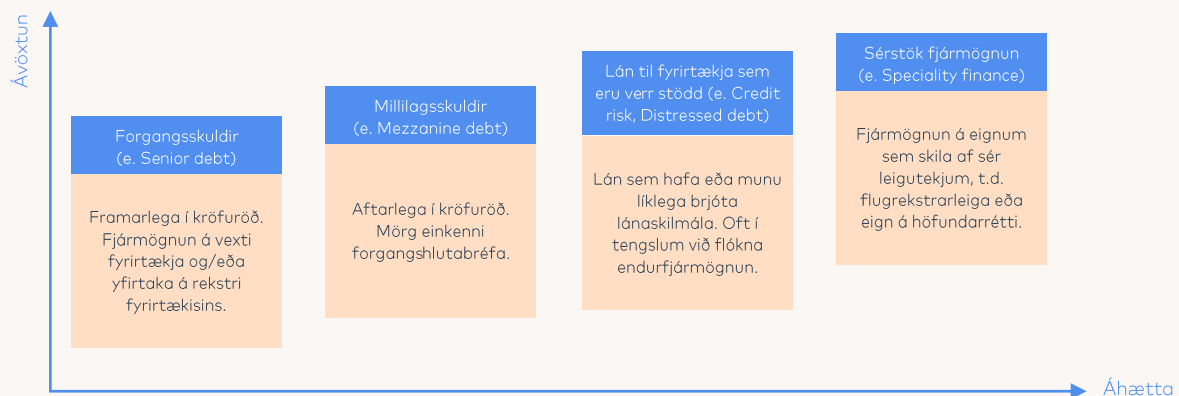 Ávöxtun
Forgangsskuldir
(e. Senior debt)
Framarlega í kröfuröð.
Fjármögnun á vexti
fyrirtækja og/eða
yfirtaka á rekstri
fyrirtækisins.
Millilagsskuldir
(e. Mezzanine debt)
Aftarlega í kröfuröð.
Mörg einkenni
forgangshlutabréfa.
Lán til fyrirtækja sem
eru verr stödd (e. Credit
risk, Distressed debt)
Lán sem hafa eða munu
líklega brjóta
lánaskilmála. Oft í
tengslum við flókna
endurfjármögnun.
Sérstök fjármögnun
(e. Speciality finance)
Fjármögnun á eignum
sem skila af sér
leigutekjum, t.d.
flugrekstrarleiga eða
eign á höfundarrétti.
Áhætta